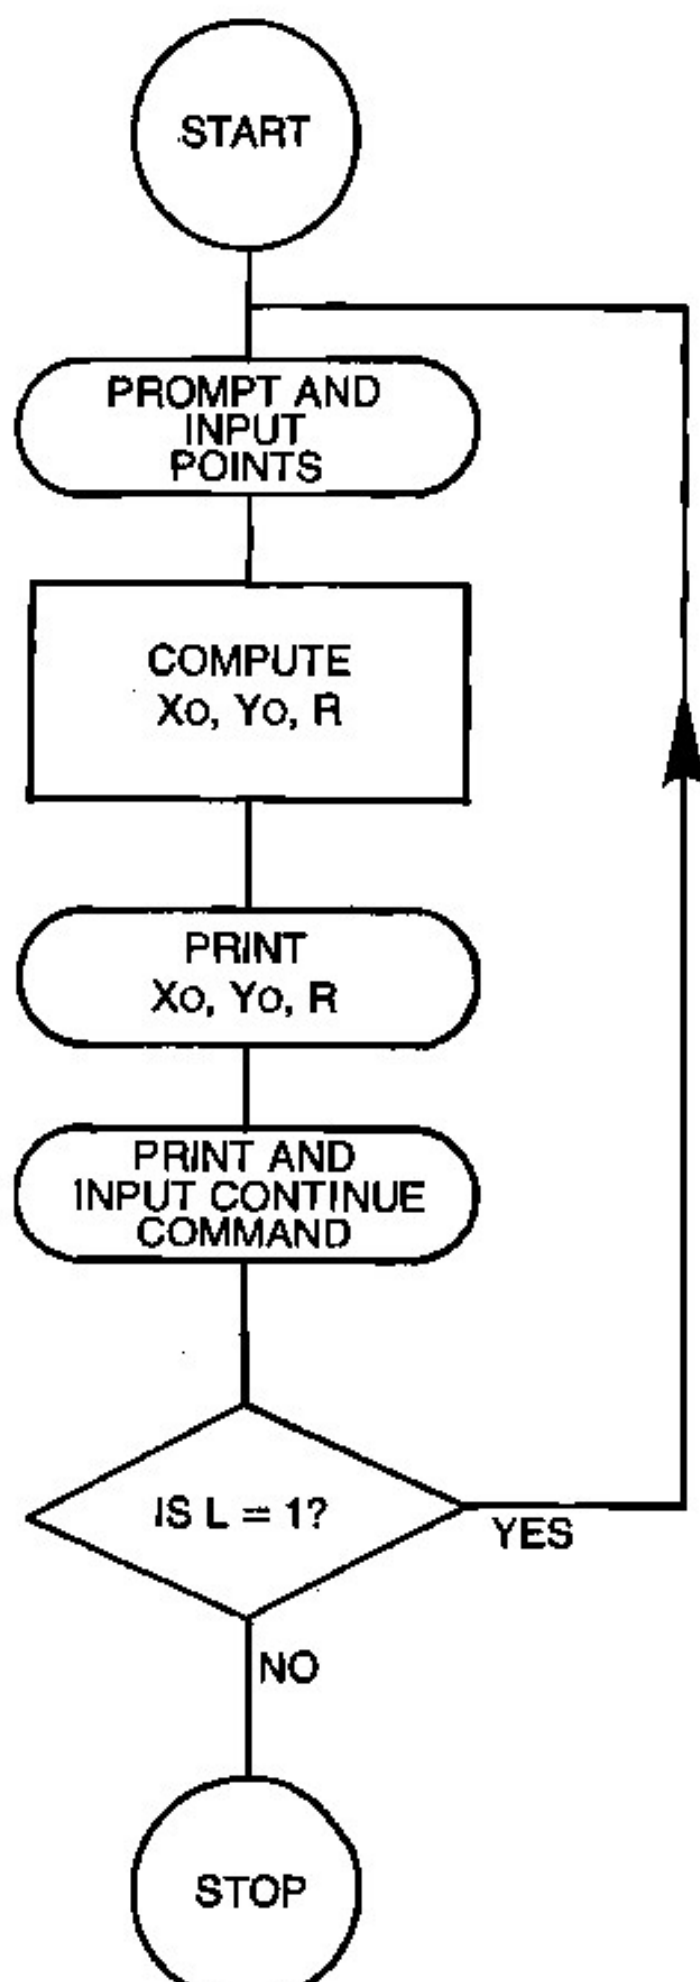 START
PROMPT AND
INPUT
POINTS
COMPUTE
XO, YO, R
PRINT
XO, YO, R
PRINT AND
INPUT CONTINUE
COMMAND
IS L = 1?
YES
NO
STOP